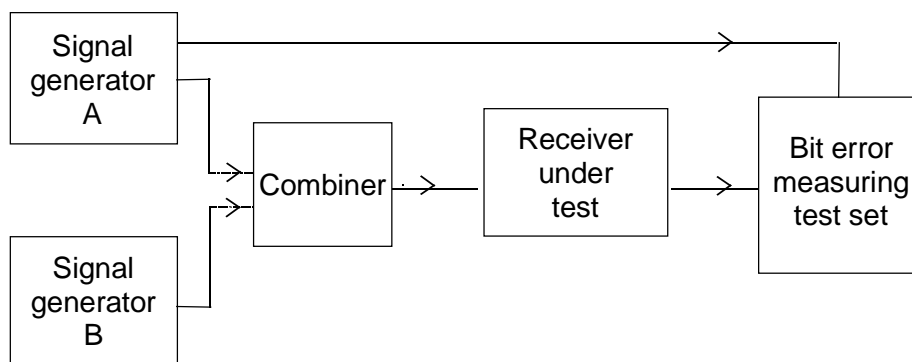 Signal
generator
A
Combiner
Receiver
under
test
Bit error
measuring
test set
Signal
generator
B